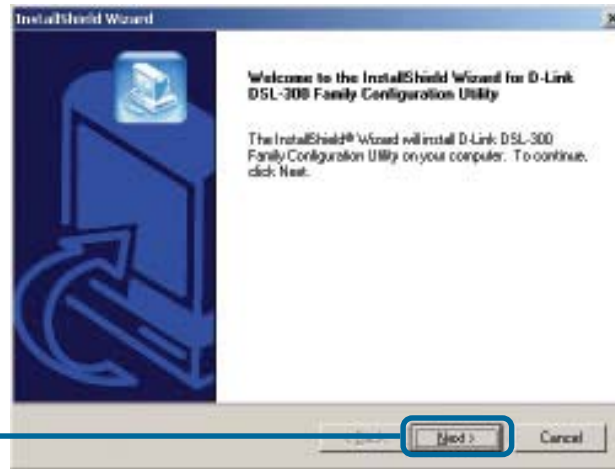 InstallShield Wizard
Welcome to the InstallShield Wizard for D-Link
DSL-300 Family Configuration Utility
The InstallShield® Wizard will install D-Link DSL-300
Family Configuration Utility on your computer. To continue,
click Next.
Next >
Cancel